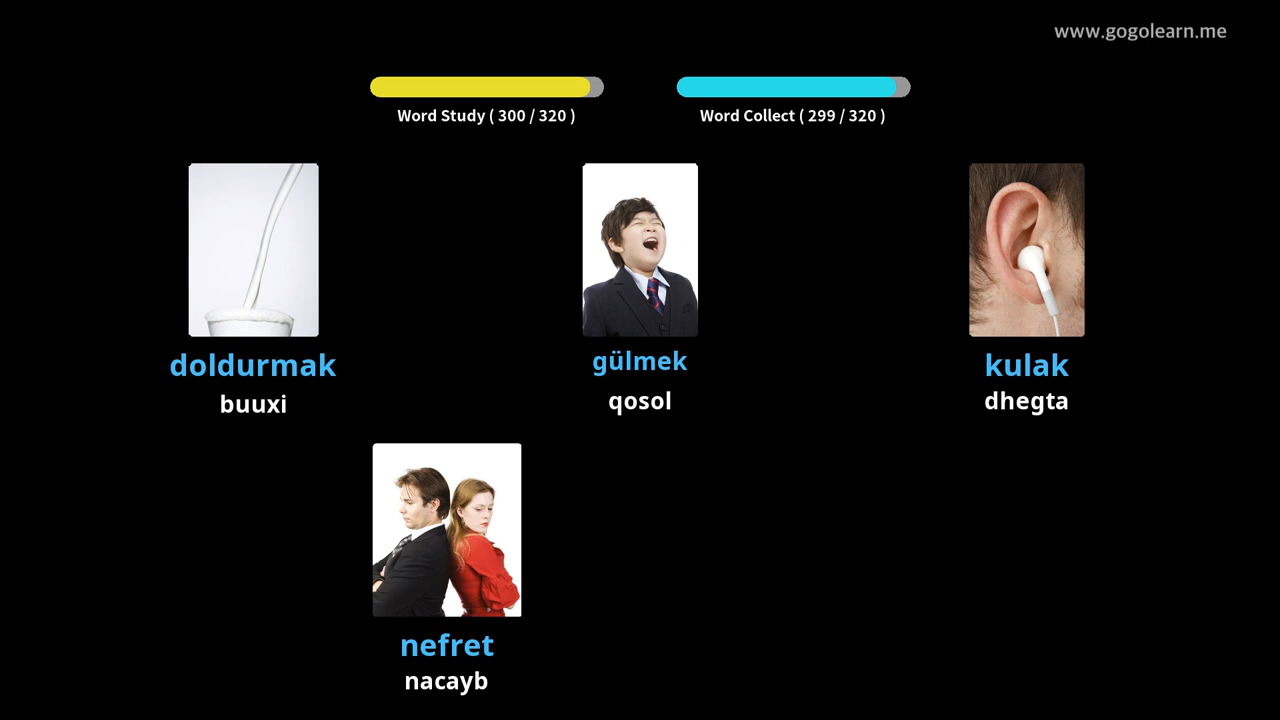 www.gogolearn.me
Word Study ( 300 / 320 )
Word Collect ( 299 / 320 )
doldurmak
buuxi
gülmek
qosol
kulak
dhegta
nefret
nacayb